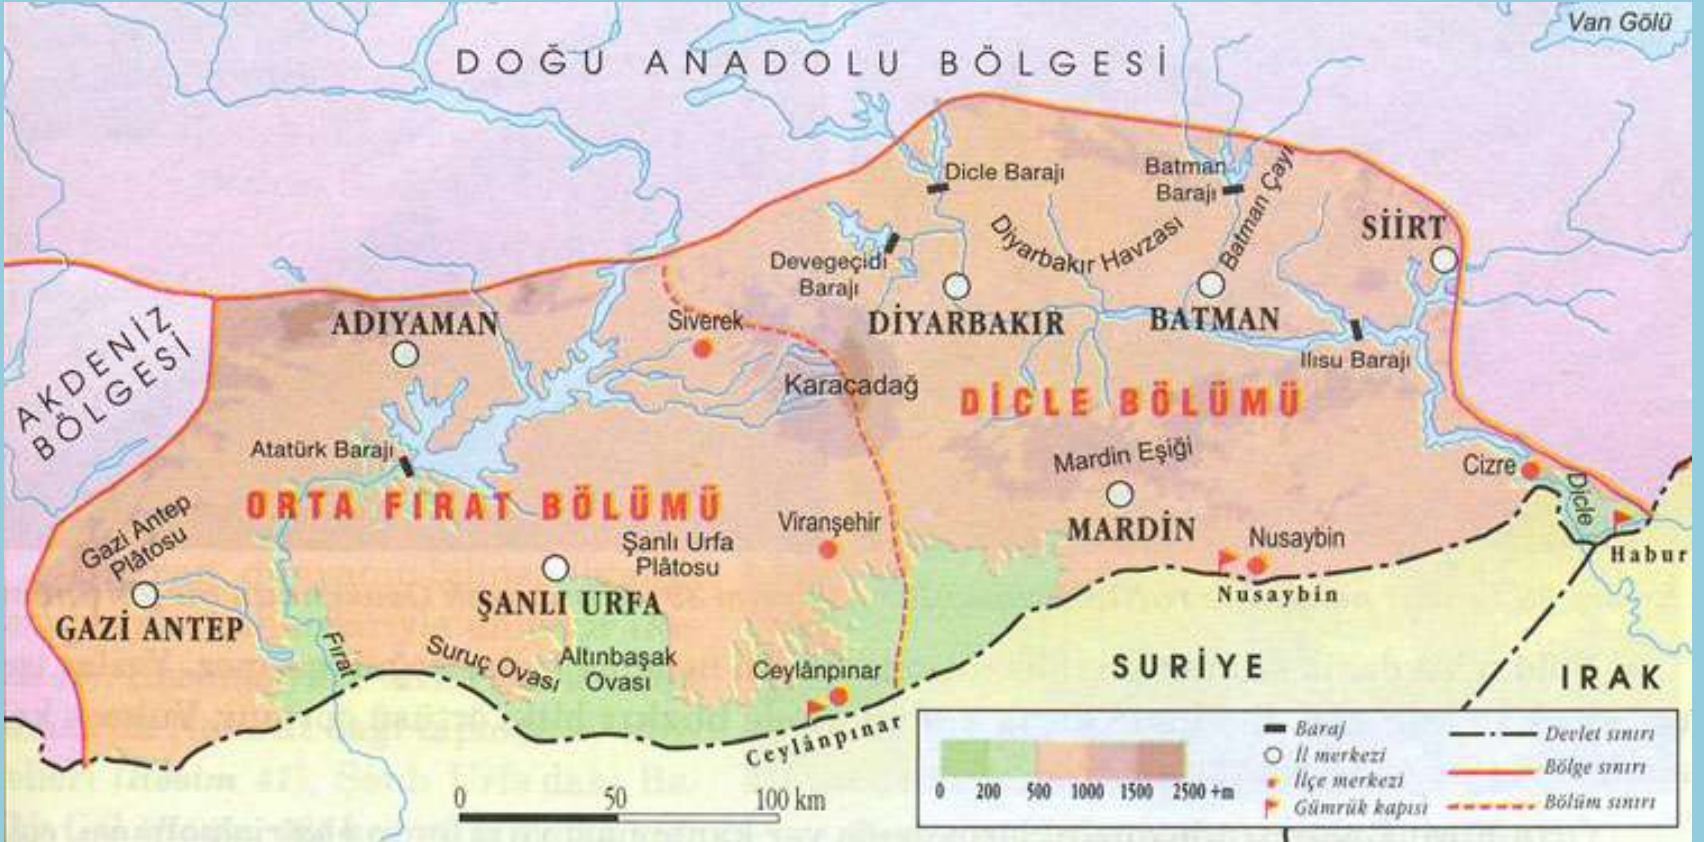 Van Gölü
DOĞU ANADOLU BÖLGESİ
AKDENİZ
BÖLGESİ
Dicle Barajı
Batman
Barajı
Batman Çayı
SİİRT
Diyarbakır Havzası
Devegeçidi
Barajı
ADIYAMAN
Siverek
DİYARBAKIR
BATMAN
Ilısu Barajı
Karacadağ
DİCLE BÖLÜMÜ
Atatürk Barajı
Mardin Eşiği
Cizre
Dicle
ORTA FIRAT BÖLÜMÜ
Gazi Antep
Plâtosu
Viranşehir
MARDİN
Nusaybin
Habur
Şanlı Urfa
Plâtosu
Nusaybin
ŞANLI URFA
GAZİ ANTEP
Fırat
Suruç Ovası
Altınbaşak
Ovası
Ceylânpınar
SURİYE
IRAK
Ceylânpınar
0 50 100 km
0 200 500 1000 1500 2500 +m
Baraj
İl merkezi
İlçe merkezi
Gümrük kapısı
Devlet sınırı
Bölge sınırı
Bölüm sınırı